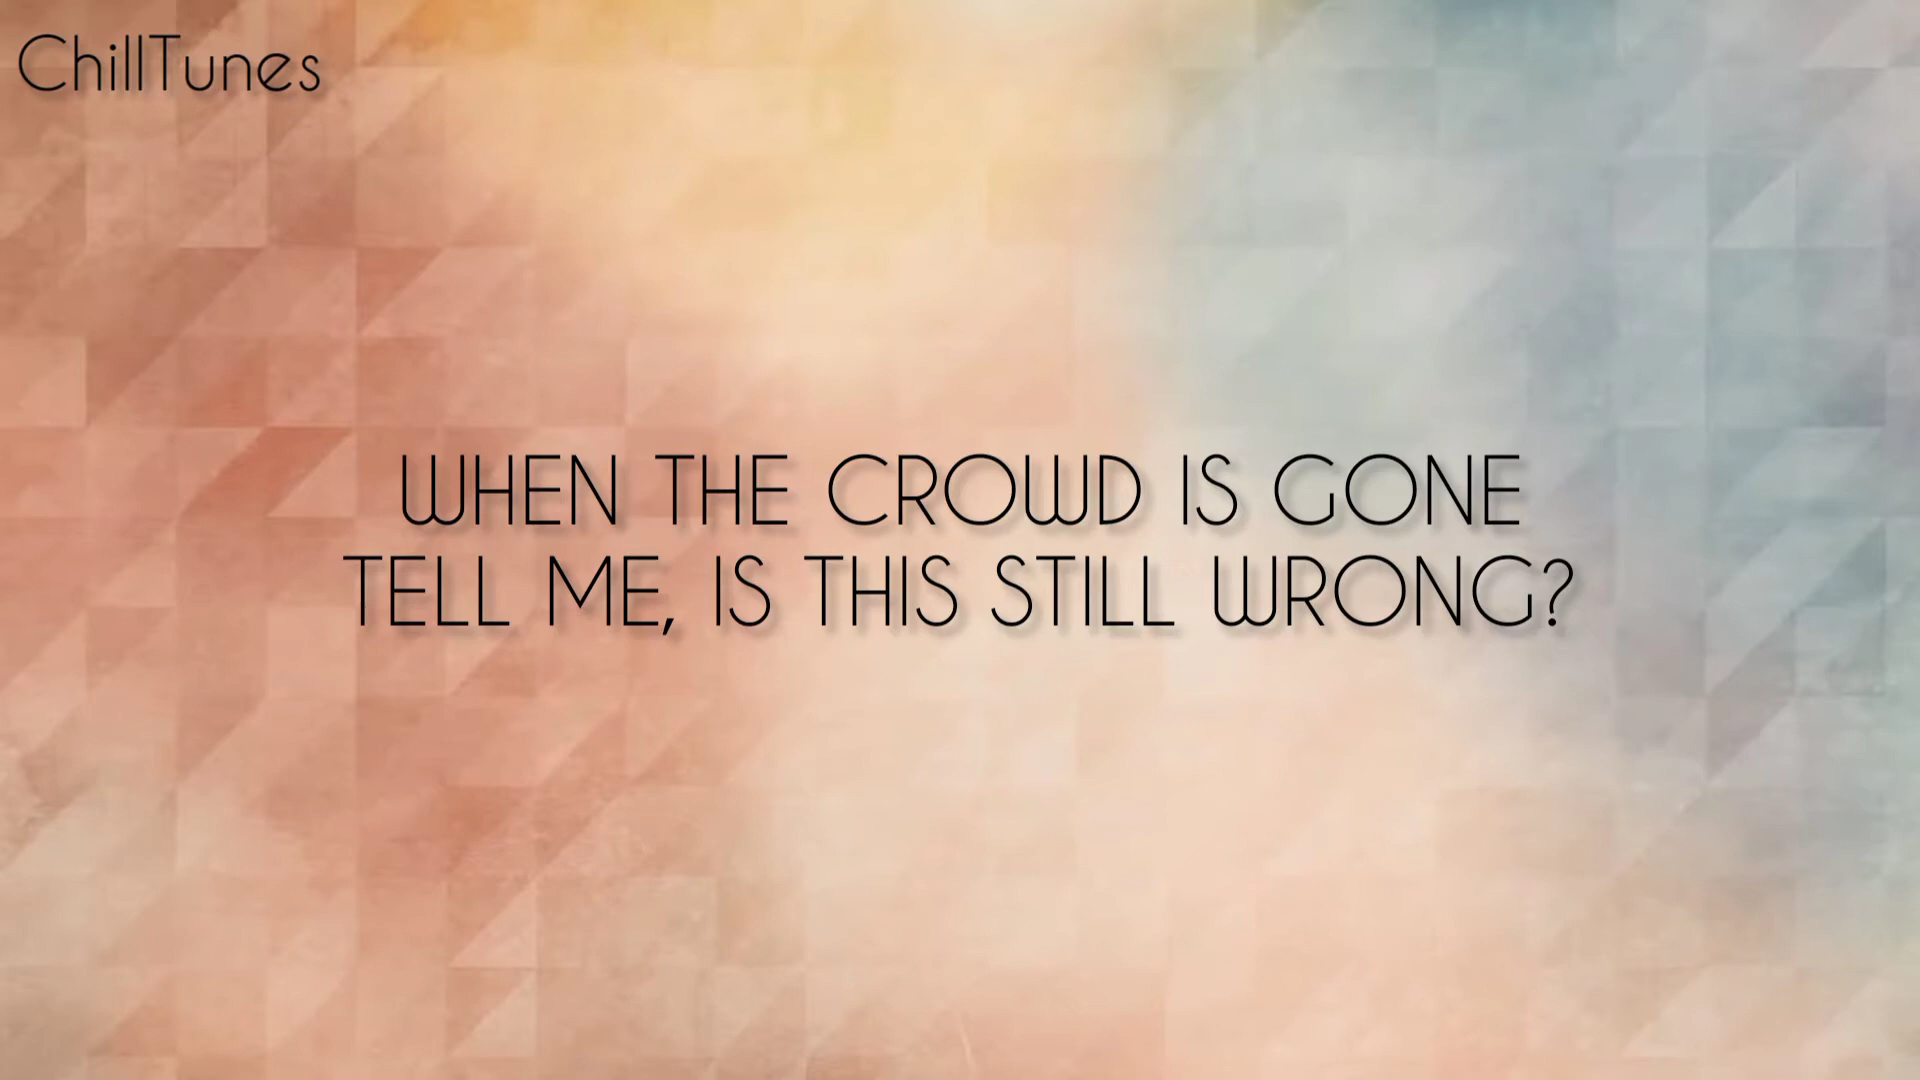 ChillTunes
WHEN THE CROWD IS GONE
TELL ME, IS THIS STILL WRONG?